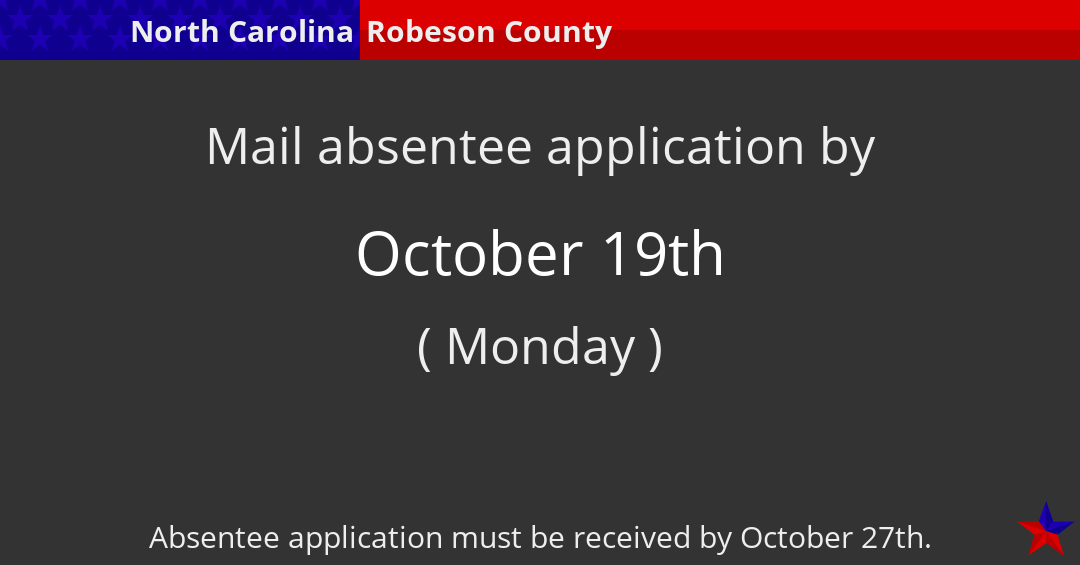 North Carolina Robeson County
Mail absentee application by
October 19th
( Monday )
Absentee application must be received by October 27th.